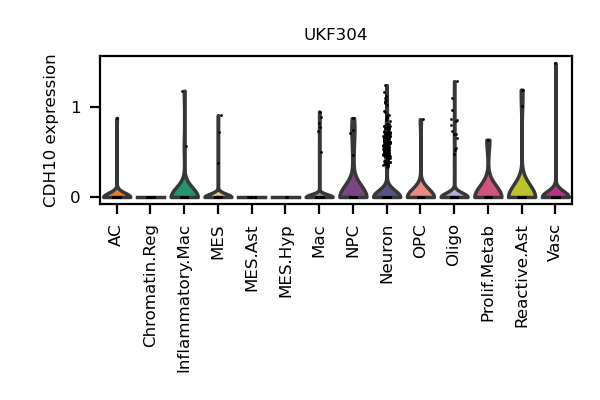 UKF304
CDH10 expression
1
0
AC
Chromatin.Reg
Inflammatory.Mac
MES
MES.Ast
MES.Hyp
Mac
NPC
Neuron
OPC
Oligo
Prolif.Metab
Reactive.Ast
Vasc